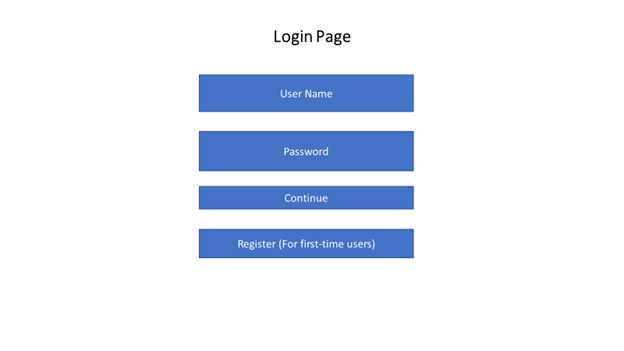 Login Page
User Name
Password
Continue
Register (For first-time users)